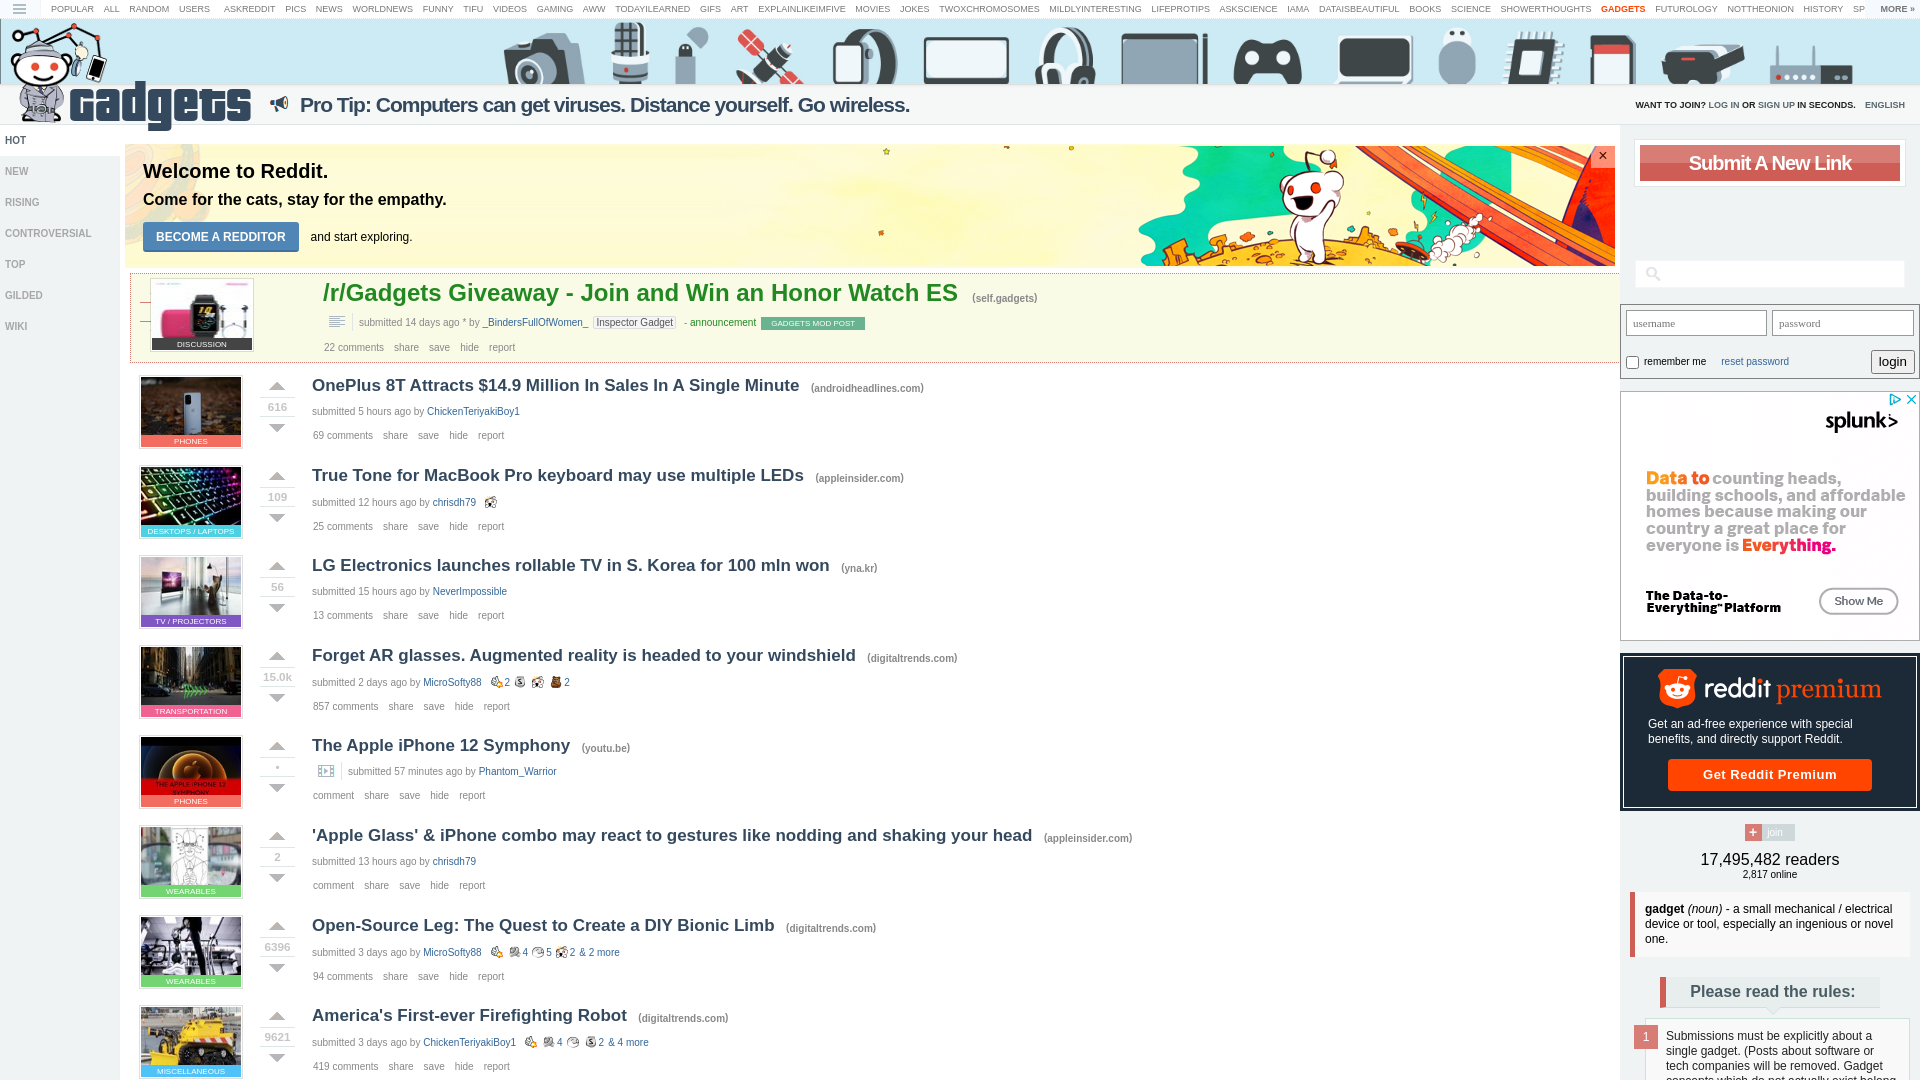 POPULAR ALL RANDOM USERS ASKREDDIT PICS NEWS WORLDNEWS FUNNY TIFU VIDEOS GAMING AWW TODAYILEARNED GIFS ART EXPLAINLIKEIMFIVE MOVIES JOKES TWOXCHROMOSOMES MILDLYINTERESTING LIFEPROTIPS ASKSCIENCE IAMA DATAISBEAUTIFUL BOOKS SCIENCE SHOWERTHOUGHTS GADGETS FUTUROLOGY NOTTHEONION HISTORY SP MORE »
Gadgets
Pro Tip: Computers can get viruses. Distance yourself. Go wireless.
WANT TO JOIN? LOG IN OR SIGN UP IN SECONDS. ENGLISH
HOT
NEW
RISING
CONTROVERSIAL
TOP
GILDED
WIKI
Welcome to Reddit.
Come for the cats, stay for the empathy.
BECOME A REDDITOR and start exploring.
×
/r/Gadgets Giveaway - Join and Win an Honor Watch ES (self.gadgets)
submitted 14 days ago * by _BindersFullOfWomen_ Inspector Gadget - announcement GADGETS MOD POST
DISCUSSION
22 comments share save hide report
OnePlus 8T Attracts $14.9 Million In Sales In A Single Minute (androidheadlines.com)
616
submitted 5 hours ago by ChickenTeriyakiBoy1
PHONES
69 comments share save hide report
True Tone for MacBook Pro keyboard may use multiple LEDs (appleinsider.com)
109
submitted 12 hours ago by chrisdh79
DESKTOPS / LAPTOPS
25 comments share save hide report
LG Electronics launches rollable TV in S. Korea for 100 mln won (yna.kr)
56
submitted 15 hours ago by NeverImpossible
TV / PROJECTORS
13 comments share save hide report
Forget AR glasses. Augmented reality is headed to your windshield (digitaltrends.com)
15.0k
submitted 2 days ago by MicroSofty88 2 2
TRANSPORTATION
857 comments share save hide report
The Apple iPhone 12 Symphony (youtu.be)
•
submitted 57 minutes ago by Phantom_Warrior
THE APPLE IPHONE 12
SYMPHONY
PHONES
comment share save hide report
'Apple Glass' & iPhone combo may react to gestures like nodding and shaking your head (appleinsider.com)
2
submitted 13 hours ago by chrisdh79
WEARABLES
comment share save hide report
Open-Source Leg: The Quest to Create a DIY Bionic Limb (digitaltrends.com)
6396
submitted 3 days ago by MicroSofty88 4 5 2 & 2 more
WEARABLES
94 comments share save hide report
America's First-ever Firefighting Robot (digitaltrends.com)
9621
submitted 3 days ago by ChickenTeriyakiBoy1 4 2 & 4 more
MISCELLANEOUS
419 comments share save hide report
Submit A New Link
username password
remember me reset password login
splunk>
Data to counting heads,
building schools, and affordable
homes because making our
country a great place for
everyone is Everything.
The Data-to-
Everything™ Platform
Show Me
reddit premium
Get an ad-free experience with special
benefits, and directly support Reddit.
Get Reddit Premium
+ join
17,495,482 readers
2,817 online
gadget (noun) - a small mechanical / electrical
device or tool, especially an ingenious or novel
one.
Please read the rules:
1 Submissions must be explicitly about a
single gadget. (Posts about software or
tech companies will be removed. Gadget
concepts which do not actually exist belong